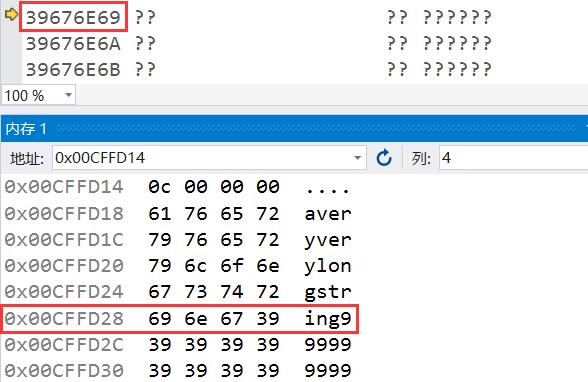 39676E69 ?? ?? ??????
39676E6A ?? ?? ??????
39676E6B ?? ?? ??????
100 %
内存 1
地址: 0x00CFFD14 列: 4
0x00CFFD14 0c 00 00 00 ....
0x00CFFD18 61 76 65 72 aver
0x00CFFD1C 79 76 65 72 yver
0x00CFFD20 79 6c 6f 6e ylon
0x00CFFD24 67 73 74 72 gstr
0x00CFFD28 69 6e 67 39 ing9
0x00CFFD2C 39 39 39 39 9999
0x00CFFD30 39 39 39 39 9999